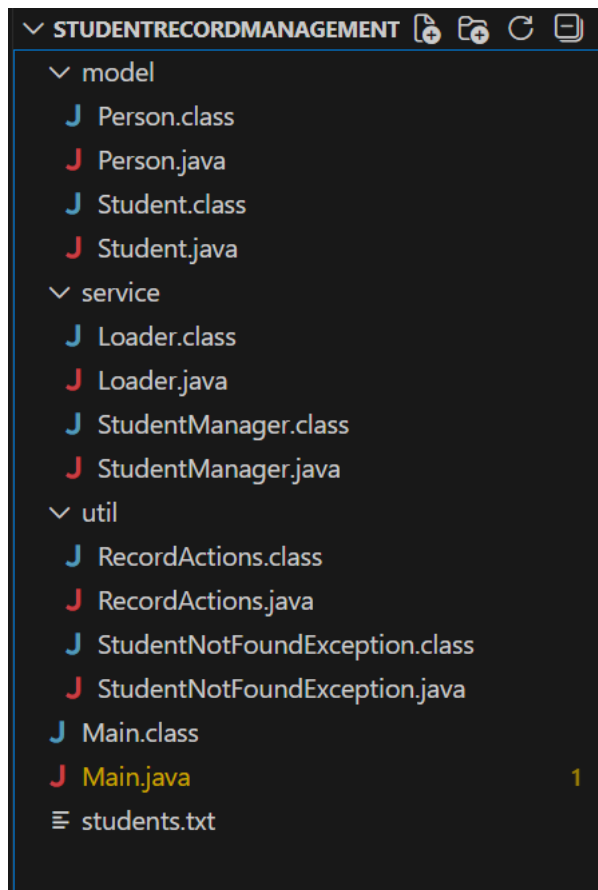 STUDENTRECORDMANAGEMENT
model
J Person.class
J Person.java
J Student.class
J Student.java
service
J Loader.class
J Loader.java
J StudentManager.class
J StudentManager.java
util
J RecordActions.class
J RecordActions.java
J StudentNotFoundException.class
J StudentNotFoundException.java
J Main.class
J Main.java 1
students.txt